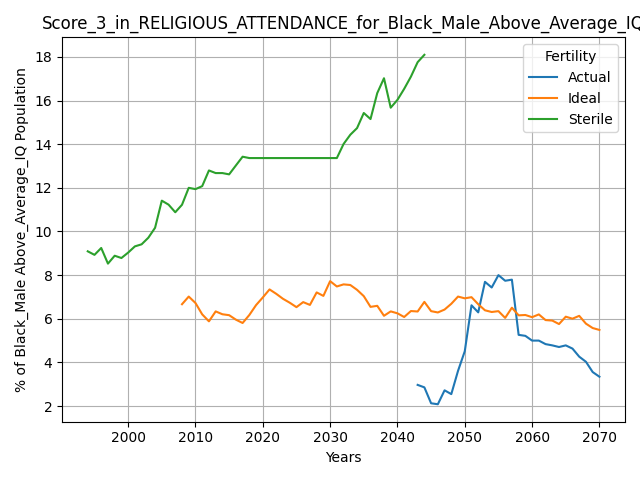 Score_3_in_RELIGIOUS_ATTENDANCE_for_Black_Male_Above_Average_IQ
% of Black_Male Above_Average_IQ Population
18
16
14
12
10
8
6
4
2
Fertility
Actual
Ideal
Sterile
2000 2010 2020 2030 2040 2050 2060 2070
Years